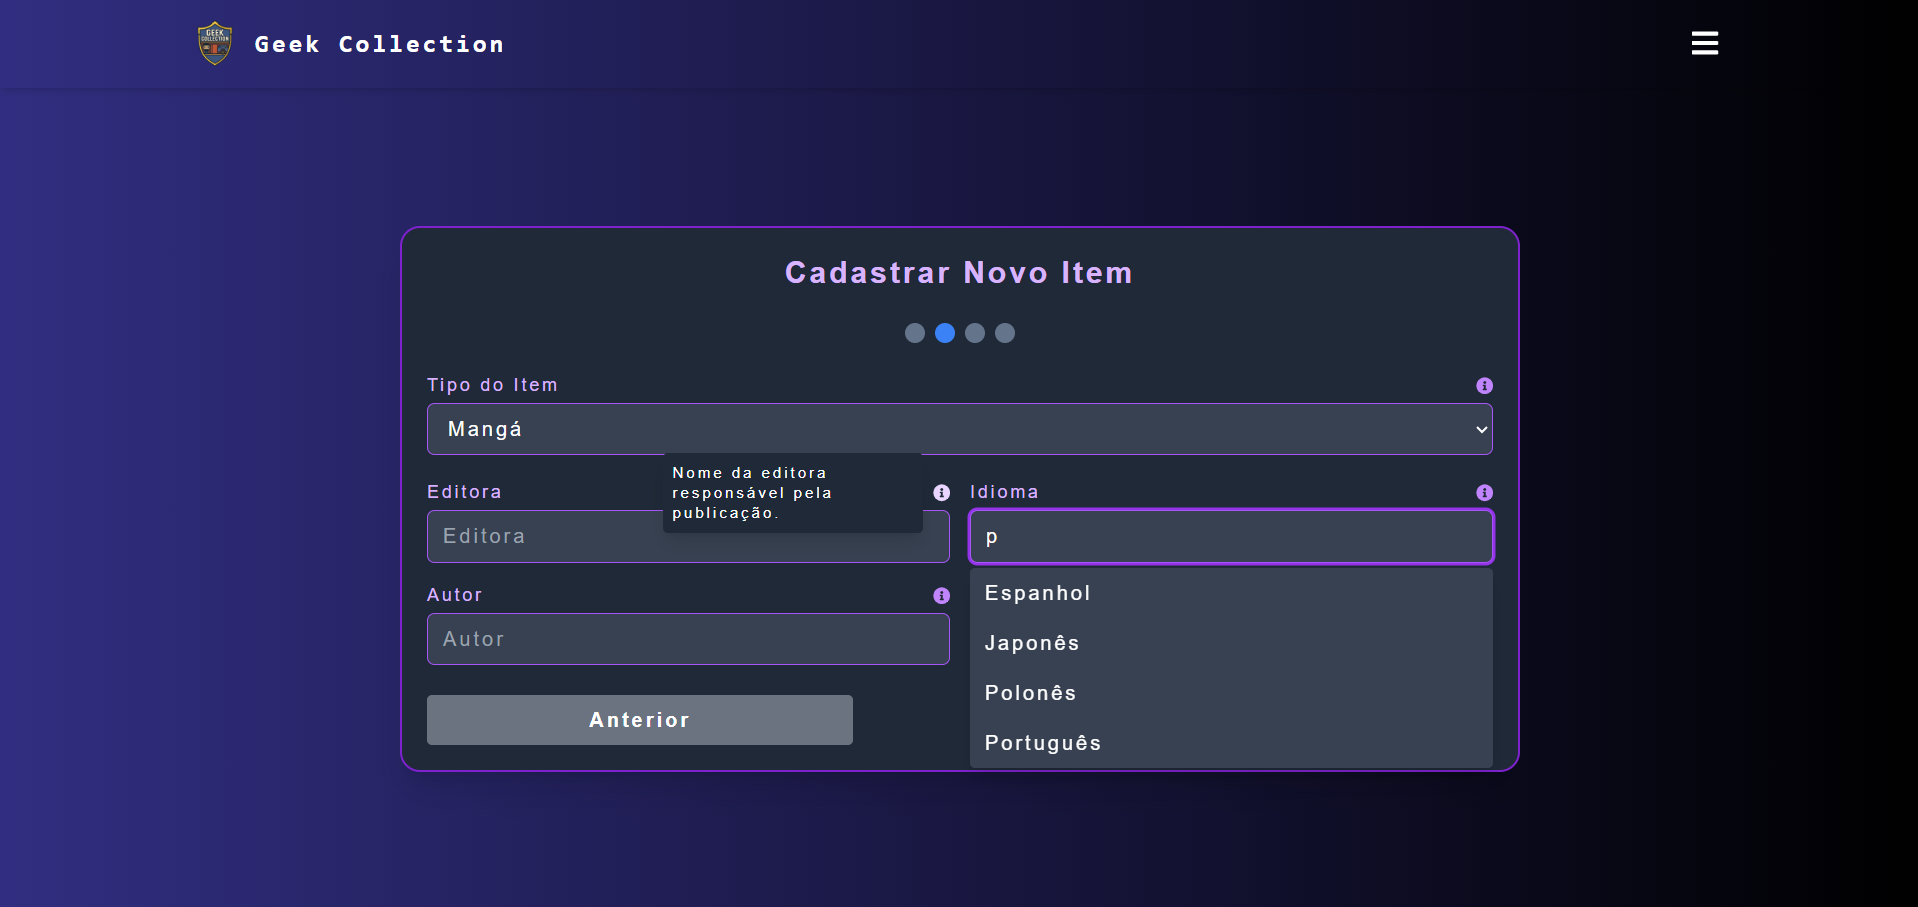 GEEK
COLLECTION
Geek Collection
Cadastrar Novo Item
Tipo do Item
Mangá
Editora
Nome da editora
responsável pela
publicação.
Editora
Idioma
p
Espanhol
Japonês
Polonês
Português
Autor
Autor
Anterior